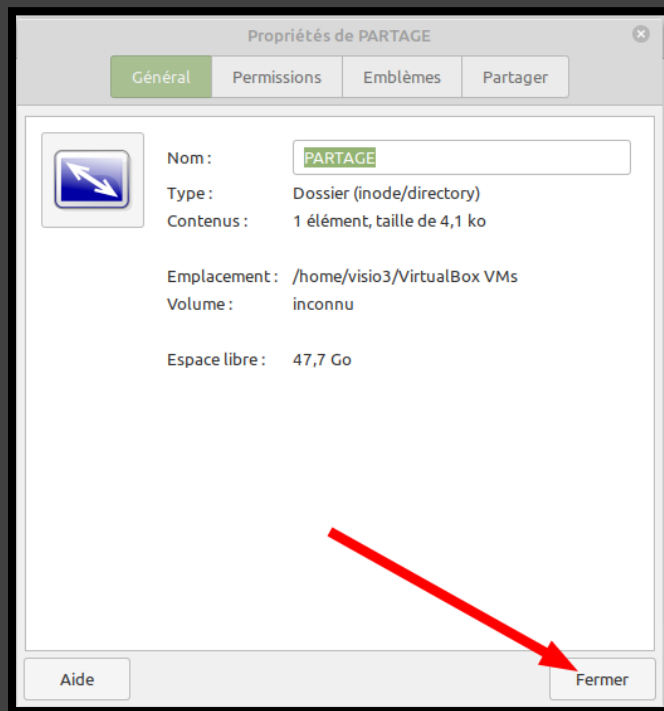 Propriétés de PARTAGE
Général Permissions Emblèmes Partager
Nom : PARTAGE
Type : Dossier (inode/directory)
Contenus : 1 élément, taille de 4,1 ko
Emplacement : /home/visio3/VirtualBox VMs
Volume : inconnu
Espace libre : 47,7 Go
Aide Fermer